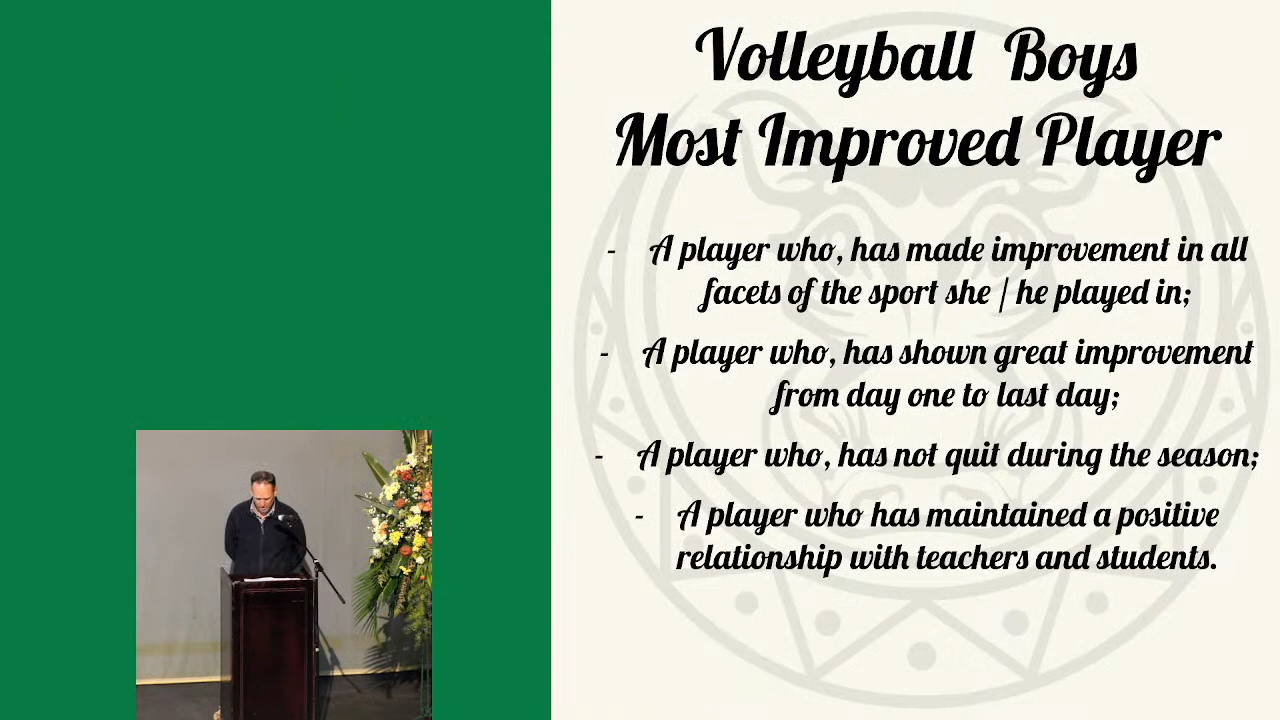 Volleyball Boys
Most Improved Player
- A player who, has made improvement in all
facets of the sport she / he played in;
- A player who, has shown great improvement
from day one to last day;
- A player who, has not quit during the season;
- A player who has maintained a positive
relationship with teachers and students.